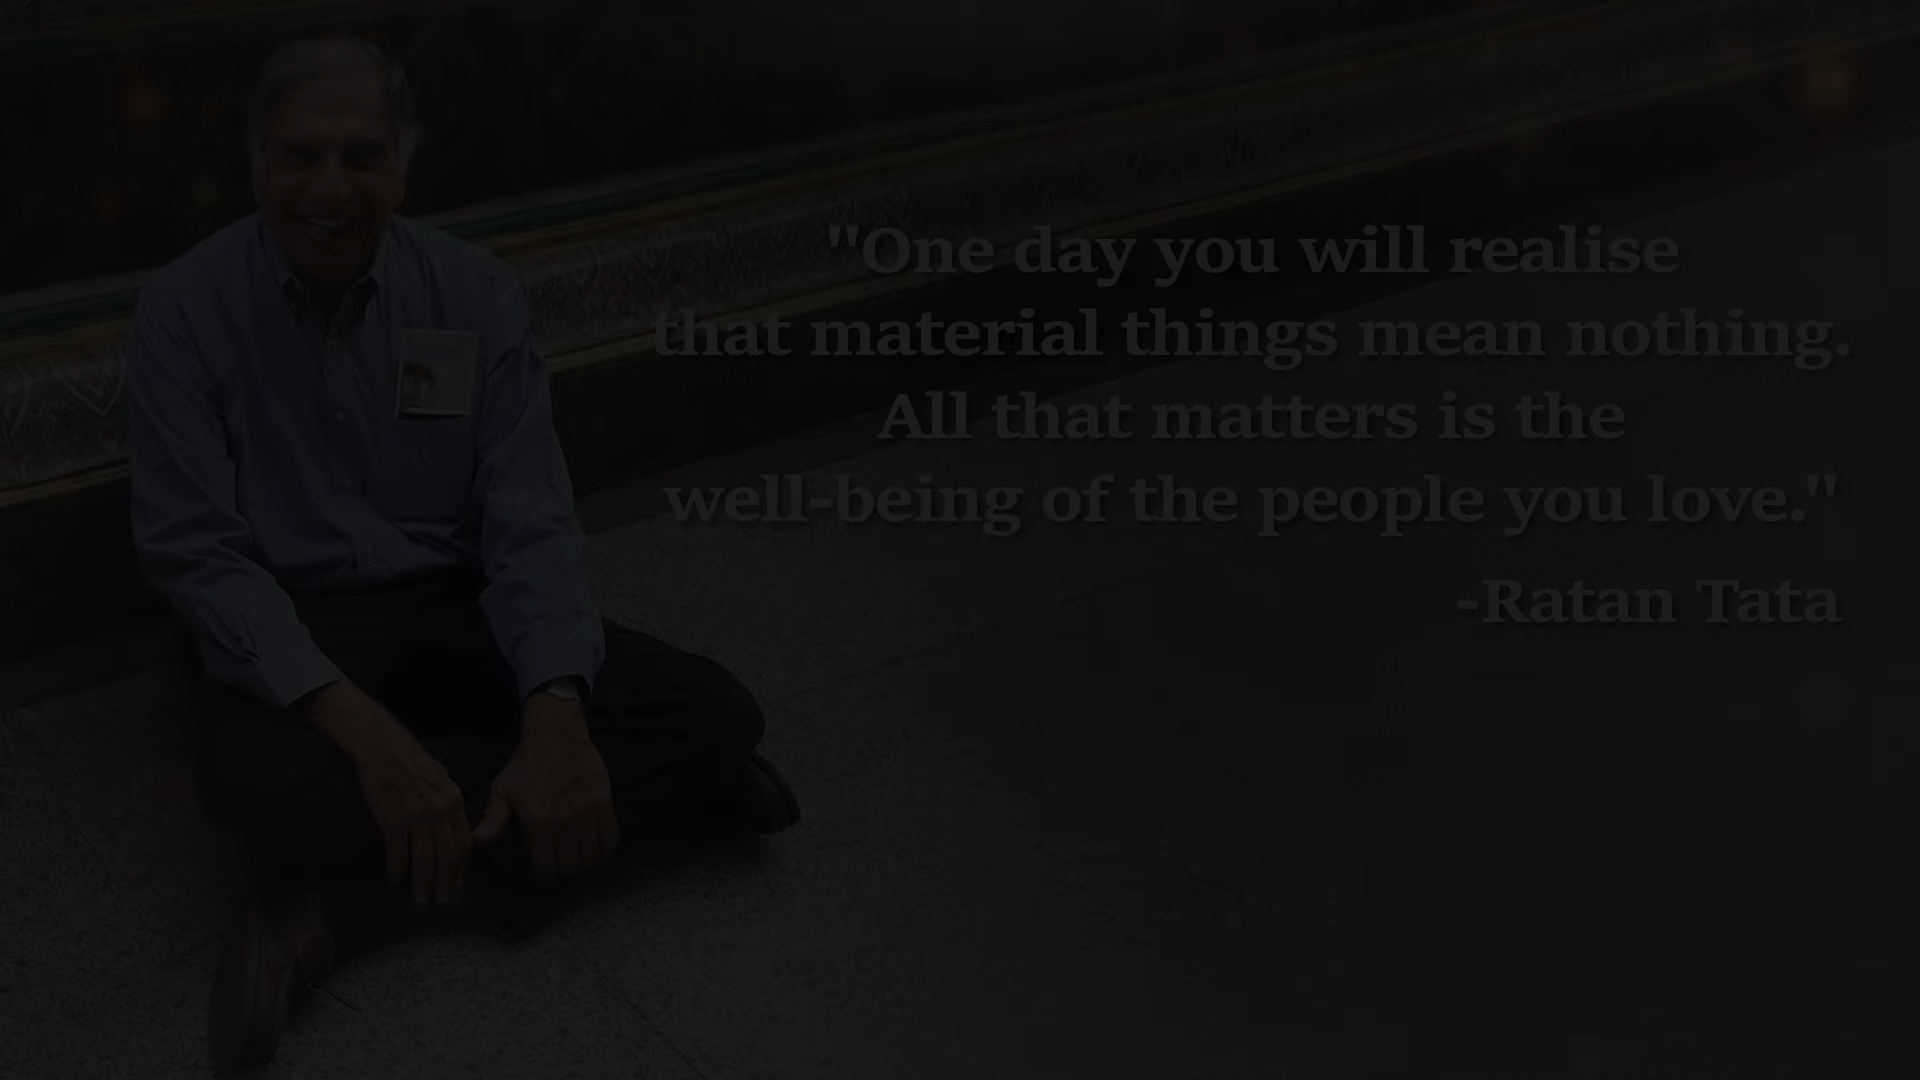 "One day you will realise
that material things mean nothing.
All that matters is the
well-being of the people you love."
-Ratan Tata